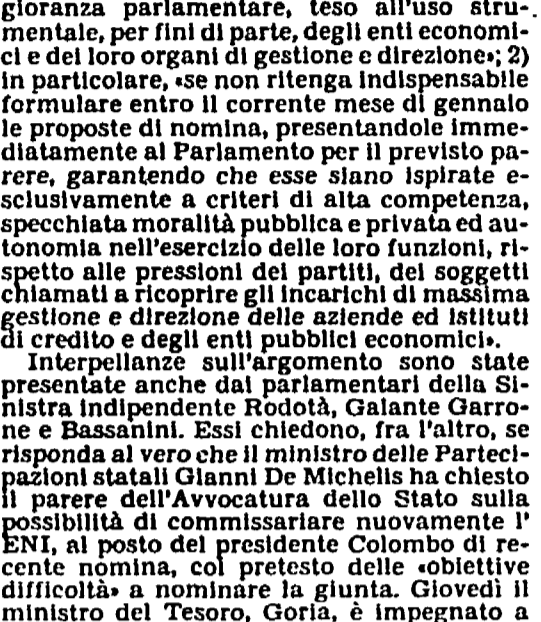 gioranza parlamentare, teso all'uso stru-
mentale, per fini di parte, degli enti economi-
ci e dei loro organi di gestione e direzione»; 2)
in particolare, «se non ritenga indispensabile
formulare entro il corrente mese di gennaio
le proposte di nomina, presentandole imme-
diatamente al Parlamento per il previsto pa-
rere, garantendo che esse siano ispirate e-
sclusivamente a criteri di alta competenza,
specchiata moralità pubblica e privata ed au-
tonomia nell'esercizio delle loro funzioni, ri-
spetto alle pressioni dei partiti, dei soggetti
chiamati a ricoprire gli incarichi di massima
gestione e direzione delle aziende ed istituti
di credito e degli enti pubblici economici».
Interpellanze sull'argomento sono state
presentate anche dai parlamentari della Si-
nistra indipendente Rodotà, Galante Garro-
ne e Bassanini. Essi chiedono, fra l'altro, se
risponda al vero che il ministro delle Parteci-
pazioni statali Gianni De Michelis ha chiesto
il parere dell'Avvocatura dello Stato sulla
possibilità di commissariare nuovamente l'
ENI, al posto del presidente Colombo di re-
cente nomina, col pretesto delle «obiettive
difficoltà» a nominare la giunta. Giovedì il
ministro del Tesoro, Goria, è impegnato a